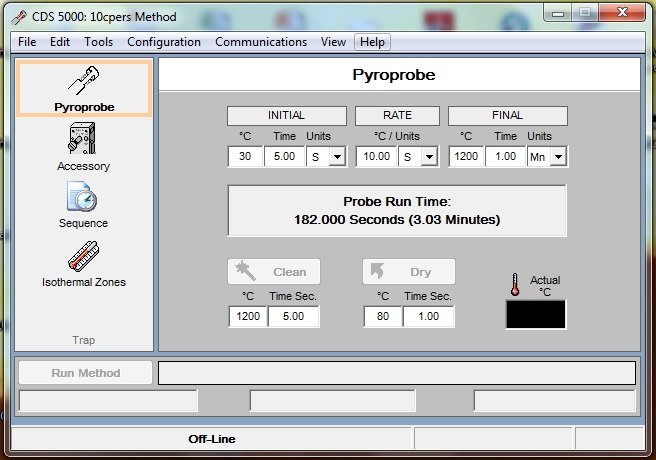 CDS 5000: 10cpers Method
File Edit Tools Configuration Communications View Help
Pyroprobe
Accessory
Sequence
Isothermal Zones
Trap
Pyroprobe
INITIAL RATE FINAL
°C Time Units °C / Units °C Time Units
30 5.00 S 10.00 S 1200 1.00 Mn
Probe Run Time:
182.000 Seconds (3.03 Minutes)
Clean Dry
°C Time Sec. °C Time Sec.
1200 5.00 80 1.00
Actual
°C
Run Method
Off-Line